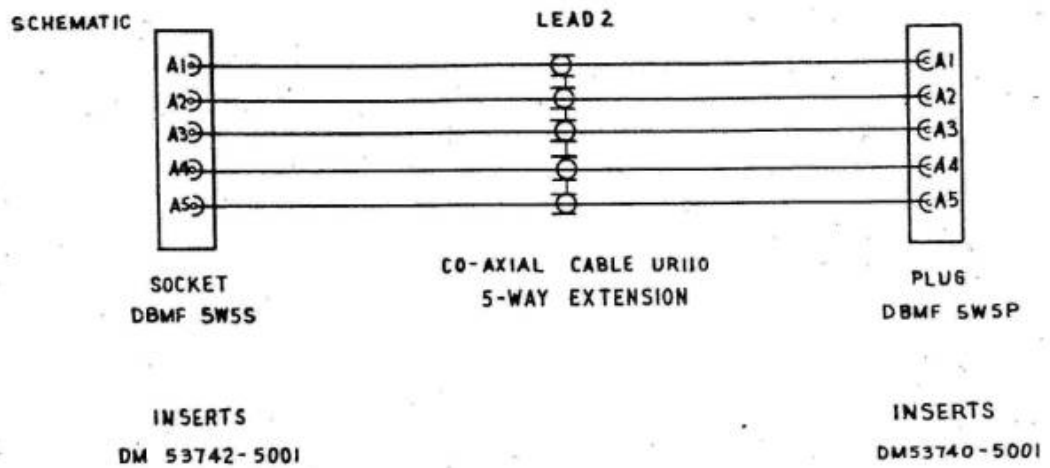 SCHEMATIC
LEAD 2
A1 A1
A2 A2
A3 A3
A4 A4
A5 A5
SOCKET
DBMF 5W5S
CO-AXIAL CABLE UR110
5-WAY EXTENSION
PLUG
DBMF 5W5P
INSERTS
DM 53742-5001
INSERTS
DM53740-5001